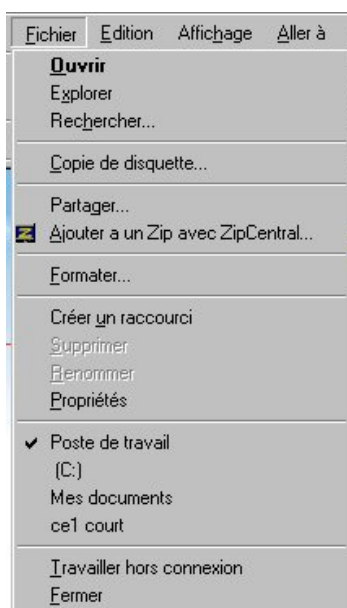 Fichier Edition Affichage Aller à
Ouvrir
Explorer
Rechercher...
Copie de disquette...
Partager...
Ajouter a un Zip avec ZipCentral...
Formater...
Créer un raccourci
Supprimer
Renommer
Propriétés
Poste de travail
(C:)
Mes documents
ce1 court
Travailler hors connexion
Fermer